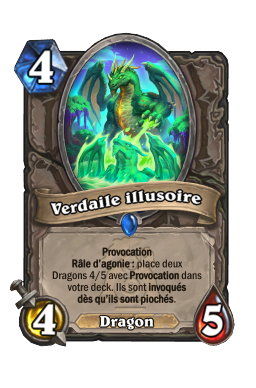 4
Verdaile illusoire
Provocation
Râle d'agonie : place deux
Dragons 4/5 avec Provocation dans
votre deck. Ils sont invoqués
dès qu'ils sont piochés.
4
Dragon
5